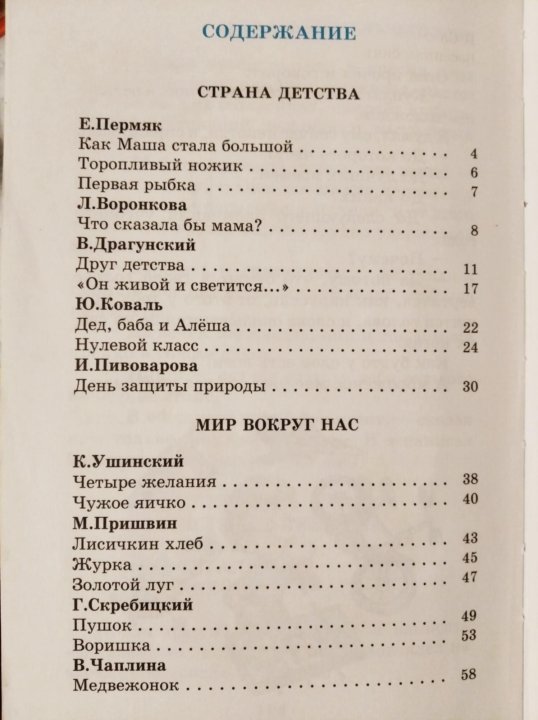 СОДЕРЖАНИЕ
СТРАНА ДЕТСТВА
Е.Пермяк
Как Маша стала большой . . . . . . . . . . . . . . 4
Торопливый ножик . . . . . . . . . . . . . . . . . . 6
Первая рыбка . . . . . . . . . . . . . . . . . . . . . . 7
Л.Воронкова
Что сказала бы мама? . . . . . . . . . . . . . . . . 8
В.Драгунский
Друг детства . . . . . . . . . . . . . . . . . . . . . . 11
«Он живой и светится...» . . . . . . . . . . . . . . 17
Ю.Коваль
Дед, баба и Алёша . . . . . . . . . . . . . . . . . . 22
Нулевой класс . . . . . . . . . . . . . . . . . . . . . 24
И.Пивоварова
День защиты природы . . . . . . . . . . . . . . . . 30
МИР ВОКРУГ НАС
К.Ушинский
Четыре желания . . . . . . . . . . . . . . . . . . . . 38
Чужое яичко . . . . . . . . . . . . . . . . . . . . . . 40
М.Пришвин
Лисичкин хлеб . . . . . . . . . . . . . . . . . . . . . 43
Журка . . . . . . . . . . . . . . . . . . . . . . . . . . . 45
Золотой луг . . . . . . . . . . . . . . . . . . . . . . . 47
Г.Скребицкий
Пушок . . . . . . . . . . . . . . . . . . . . . . . . . . . 49
Воришка . . . . . . . . . . . . . . . . . . . . . . . . . 53
В.Чаплина
Медвежонок . . . . . . . . . . . . . . . . . . . . . . . 58